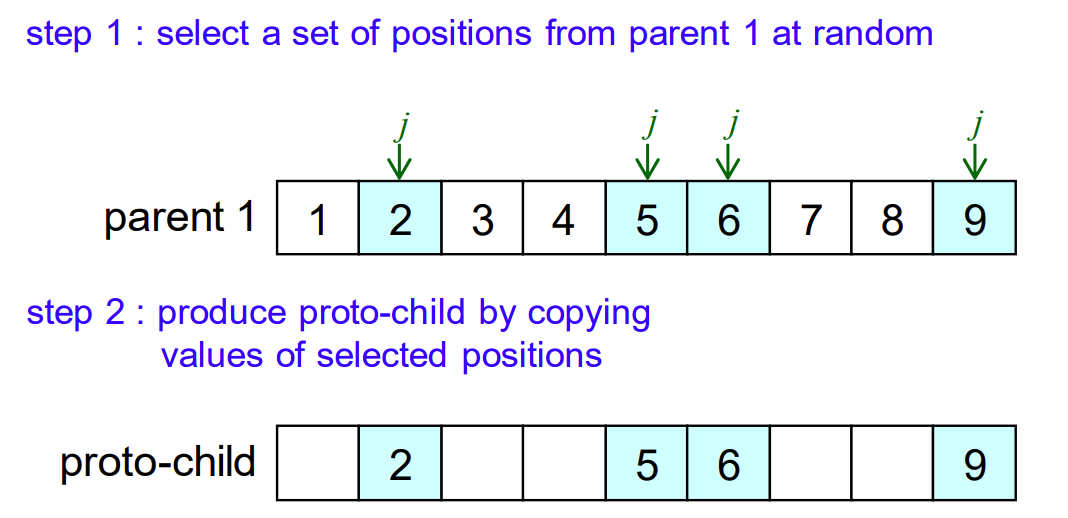 step 1 : select a set of positions from parent 1 at random
j j j j
parent 1 1 2 3 4 5 6 7 8 9
step 2 : produce proto-child by copying
values of selected positions
proto-child 2 5 6 9